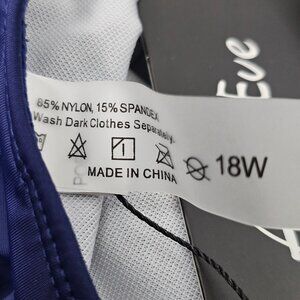 85% NYLON, 15% SPANDEX
Wash Dark Clothes Separately.
18W
MADE IN CHINA
Eve